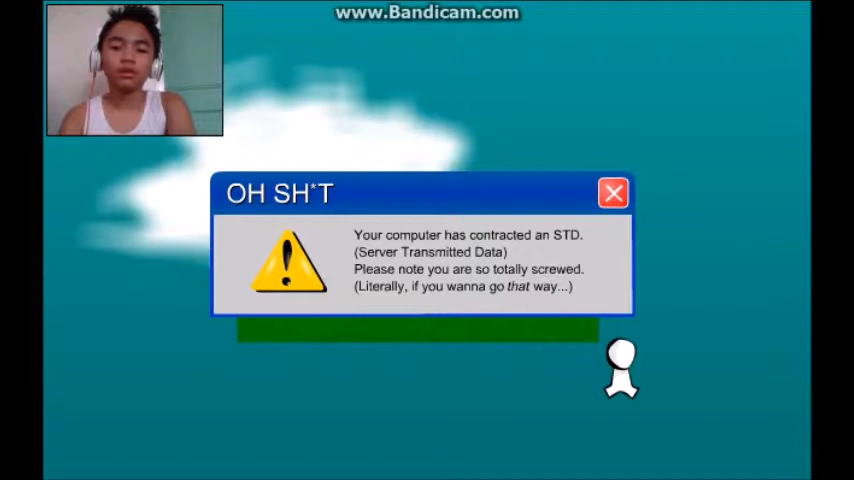 www.Bandicam.com
OH SH*T
Your computer has contracted an STD.
(Server Transmitted Data)
Please note you are so totally screwed.
(Literally, if you wanna go that way...)